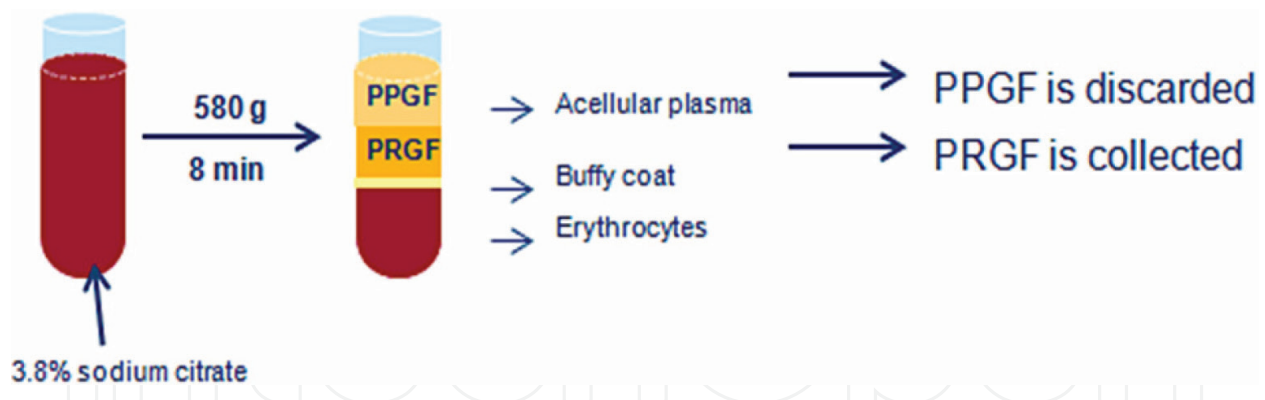 580 g
8 min
3.8% sodium citrate
PPGF
PRGF
Acellular plasma
Buffy coat
Erythrocytes
PPGF is discarded
PRGF is collected